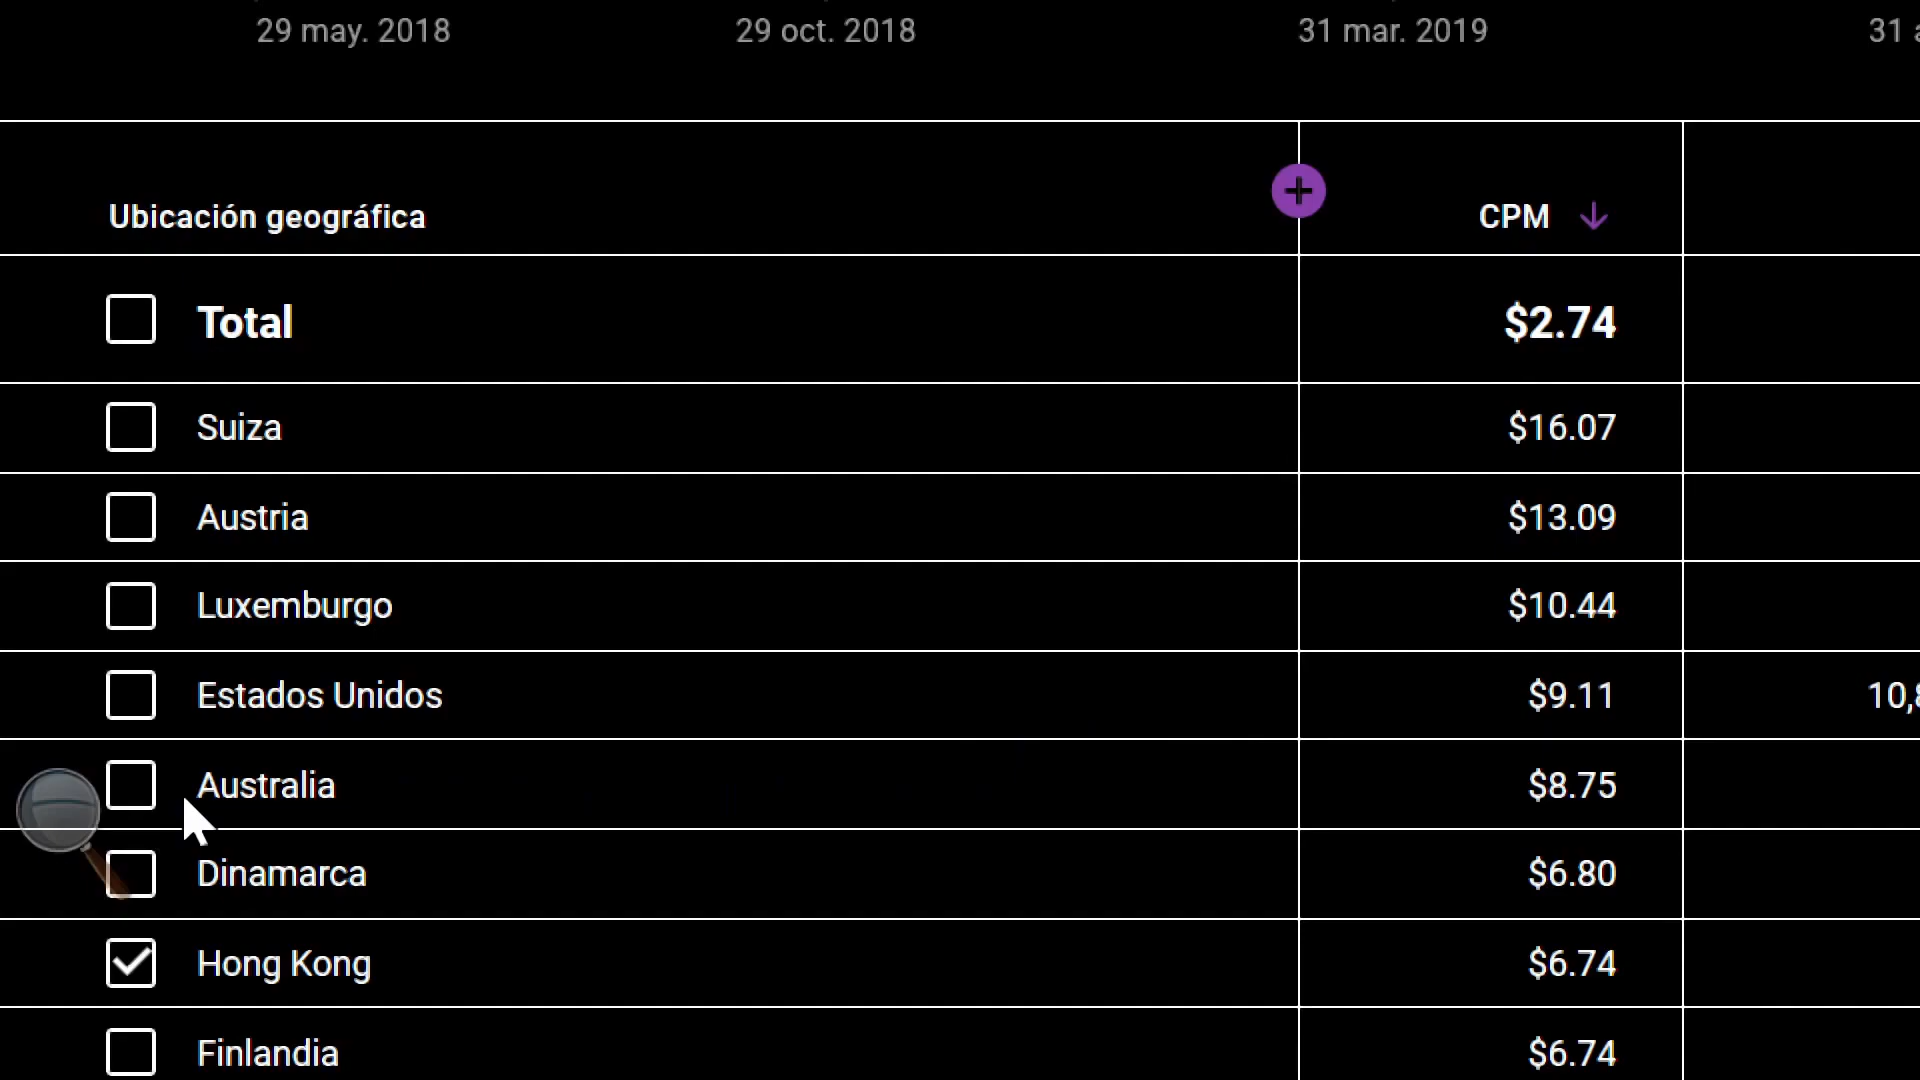 29 may. 2018 29 oct. 2018 31 mar. 2019 31
Ubicación geográfica CPM
Total $2.74
Suiza $16.07
Austria $13.09
Luxemburgo $10.44
Estados Unidos $9.11
Australia $8.75
Dinamarca $6.80
Hong Kong $6.74
Finlandia $6.74